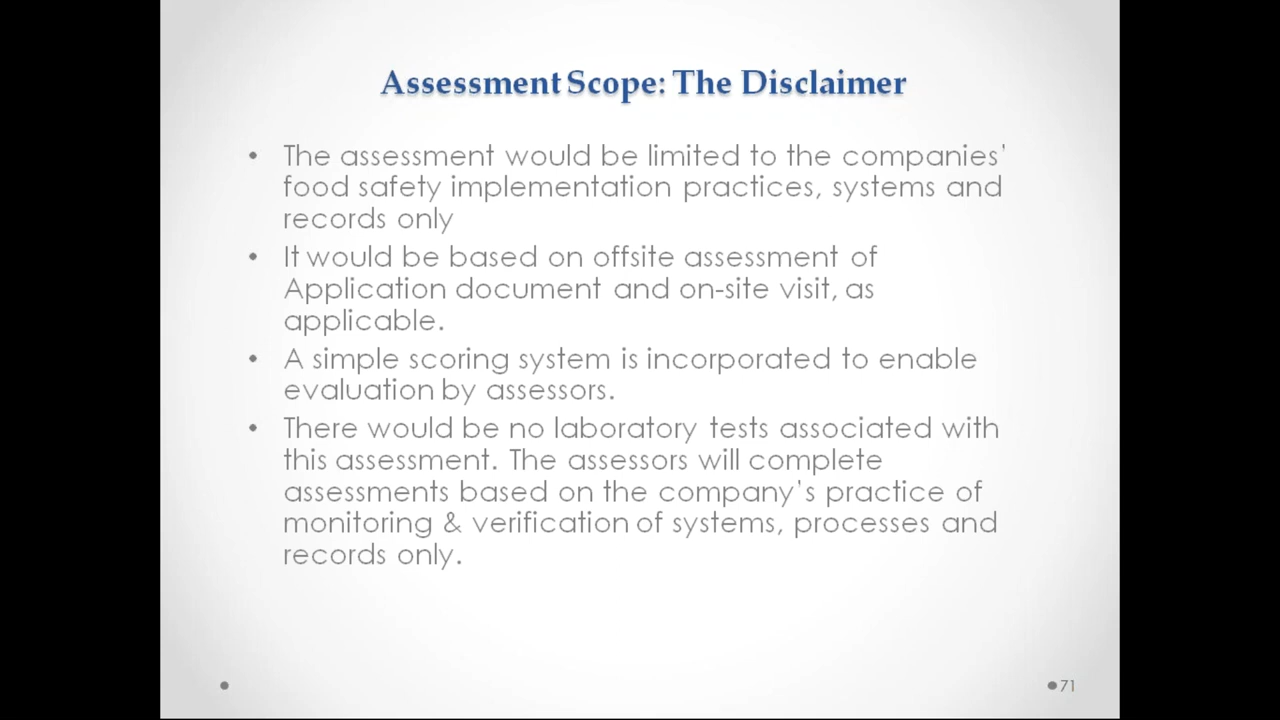 Assessment Scope: The Disclaimer
• The assessment would be limited to the companies'
food safety implementation practices, systems and
records only
• It would be based on offsite assessment of
Application document and on-site visit, as
applicable.
• A simple scoring system is incorporated to enable
evaluation by assessors.
• There would be no laboratory tests associated with
this assessment. The assessors will complete
assessments based on the company's practice of
monitoring & verification of systems, processes and
records only.
71